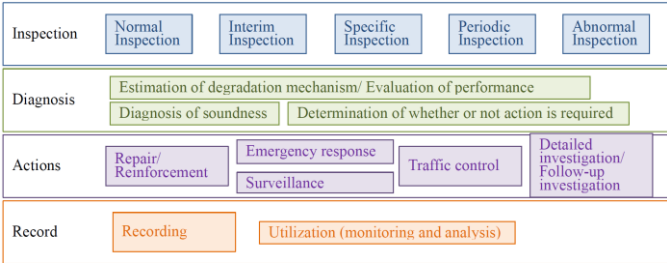 Inspection
Normal
Inspection
Interim
Inspection
Specific
Inspection
Periodic
Inspection
Abnormal
Inspection
Diagnosis
Estimation of degradation mechanism/ Evaluation of performance
Diagnosis of soundness
Determination of whether or not action is required
Actions
Repair/
Reinforcement
Emergency response
Surveillance
Traffic control
Detailed
investigation/
Follow-up
investigation
Record
Recording
Utilization (monitoring and analysis)